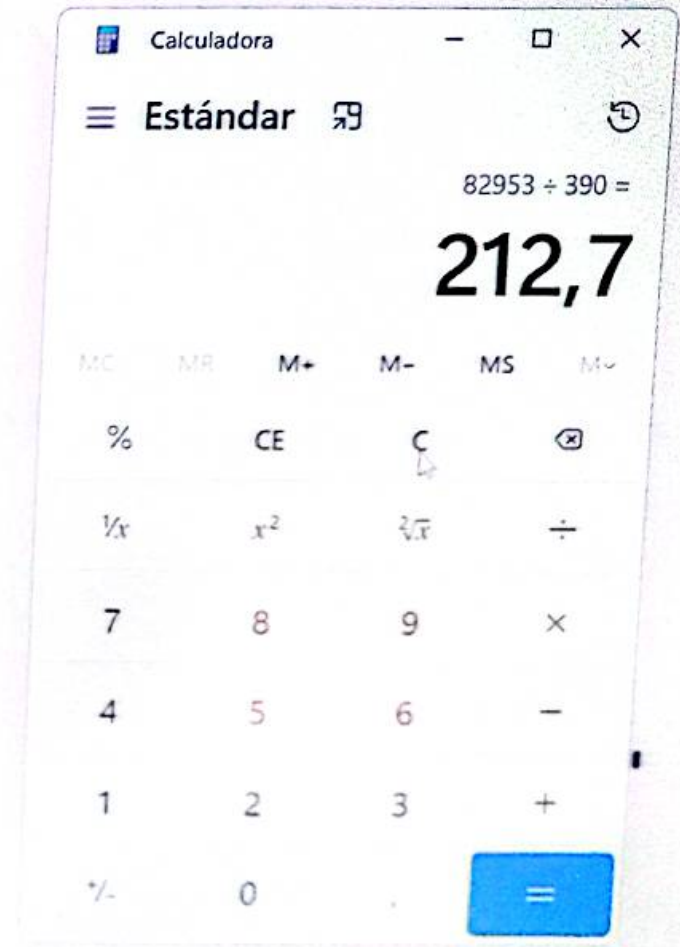 Calculadora
Estándar
82953 ÷ 390 =
212,7
MC MR M+ M- MS M
% CE C
¹/x x² ²√x ÷
7 8 9 ×
4 5 6 −
1 2 3 +
+/- 0 . =